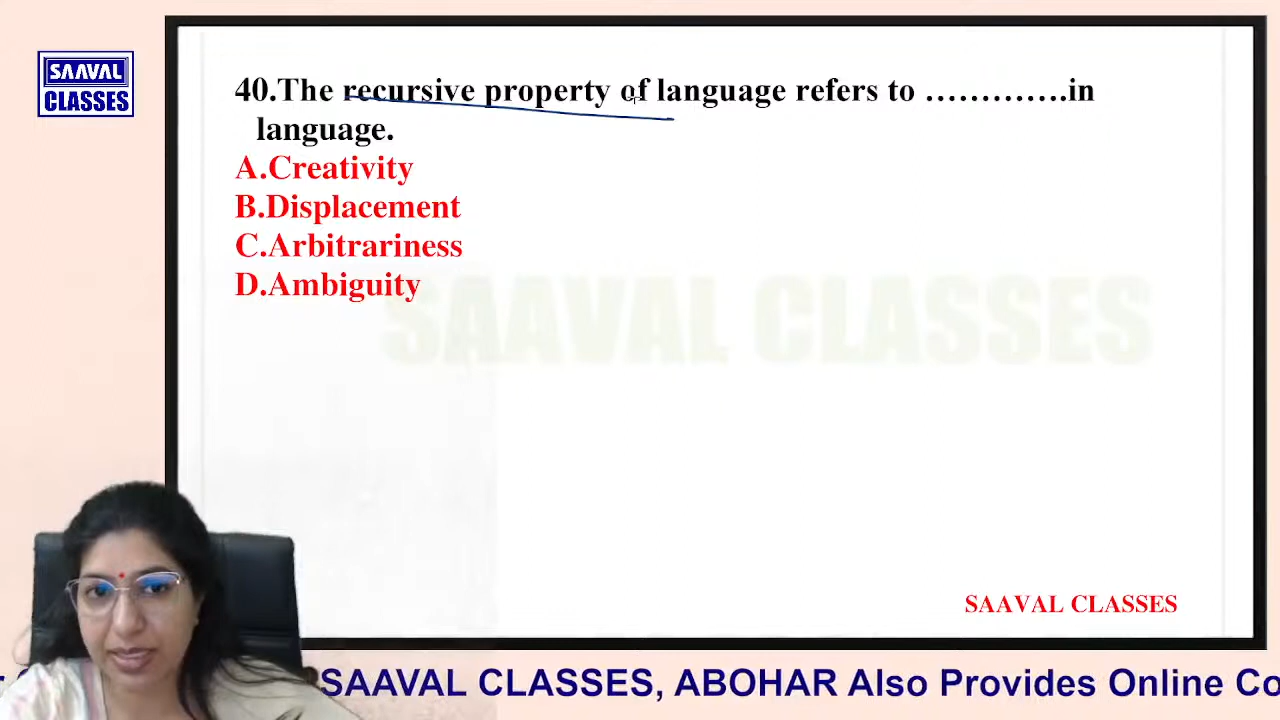 SAAVAL
CLASSES
40.The recursive property of language refers to ………….in
language.
A.Creativity
B.Displacement
C.Arbitrariness
D.Ambiguity
SAAVAL CLASSES
SAAVAL CLASSES
SAAVAL CLASSES, ABOHAR Also Provides Online Co